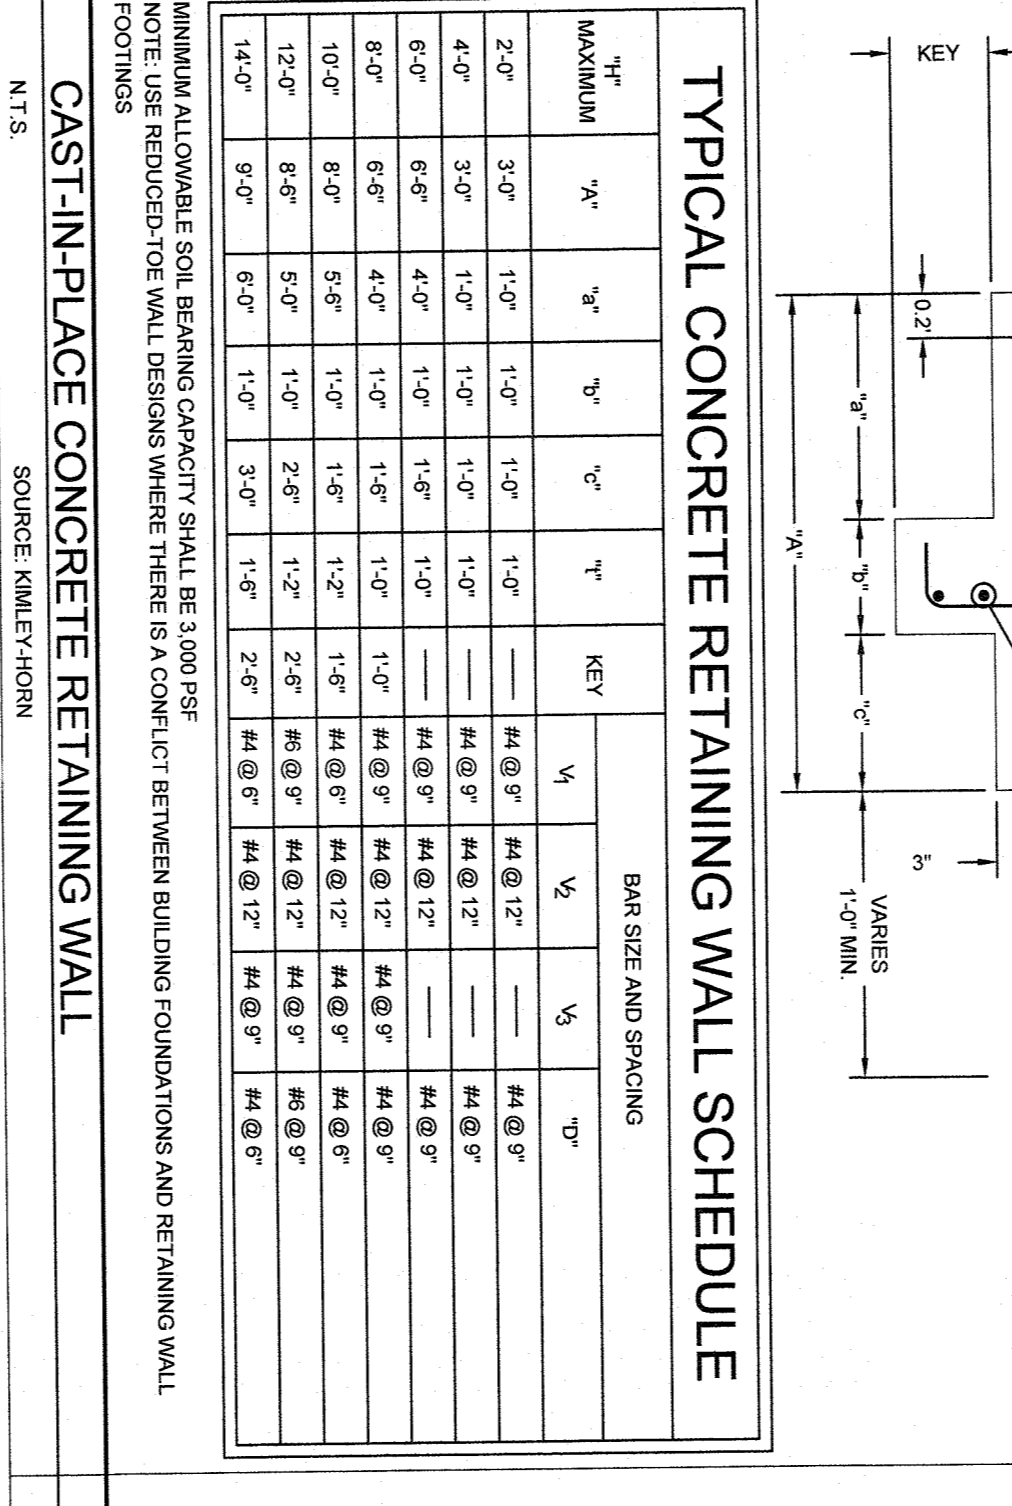 KEY
0.2'
"a"
"b"
"c"
"A"
3"
VARIES
1'-0" MIN.
TYPICAL CONCRETE RETAINING WALL SCHEDULE
"H" MAXIMUM "A" "a" "b" "c" "t" KEY BAR SIZE AND SPACING
V1 V2 V3 "D"
2'-0" 3'-0" 1'-0" 1'-0" 1'-0" 1'-0" — #4 @ 9" #4 @ 12" — #4 @ 9"
4'-0" 3'-0" 1'-0" 1'-0" 1'-0" 1'-0" — #4 @ 9" #4 @ 12" — #4 @ 9"
6'-0" 6'-6" 4'-0" 1'-0" 1'-6" 1'-0" — #4 @ 9" #4 @ 12" — #4 @ 9"
8'-0" 6'-6" 4'-0" 1'-0" 1'-6" 1'-0" 1'-0" #4 @ 9" #4 @ 12" #4 @ 9" #4 @ 9"
10'-0" 8'-0" 5'-6" 1'-0" 1'-6" 1'-2" 1'-6" #4 @ 6" #4 @ 12" #4 @ 9" #4 @ 6"
12'-0" 8'-6" 5'-0" 1'-0" 2'-6" 1'-2" 2'-6" #6 @ 9" #4 @ 12" #4 @ 9" #6 @ 9"
14'-0" 9'-0" 6'-0" 1'-0" 3'-0" 1'-6" 2'-6" #4 @ 6" #4 @ 12" #4 @ 9" #4 @ 6"
MINIMUM ALLOWABLE SOIL BEARING CAPACITY SHALL BE 3,000 PSF
NOTE: USE REDUCED-TOE WALL DESIGNS WHERE THERE IS A CONFLICT BETWEEN BUILDING FOUNDATIONS AND RETAINING WALL
FOOTINGS
CAST-IN-PLACE CONCRETE RETAINING WALL
N.T.S.
SOURCE: KIMLEY-HORN